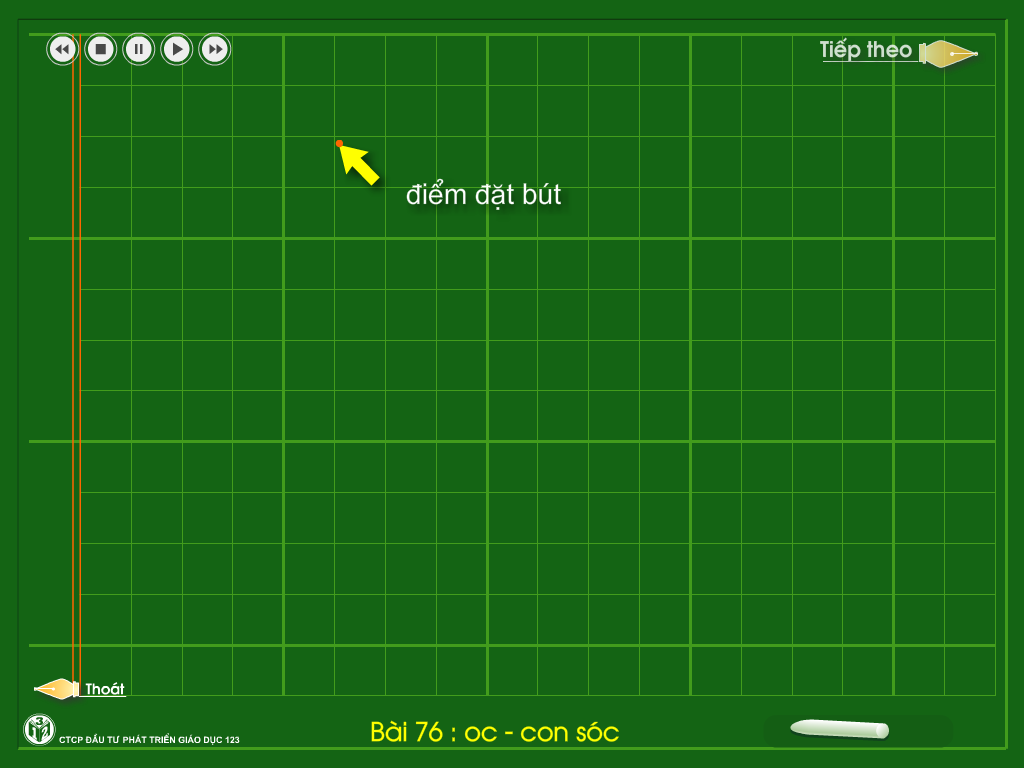 Tiếp theo
điểm đặt bút
Thoát
Bài 76 : oc - con sóc
CTCP ĐẦU TƯ PHÁT TRIỂN GIÁO DỤC 123